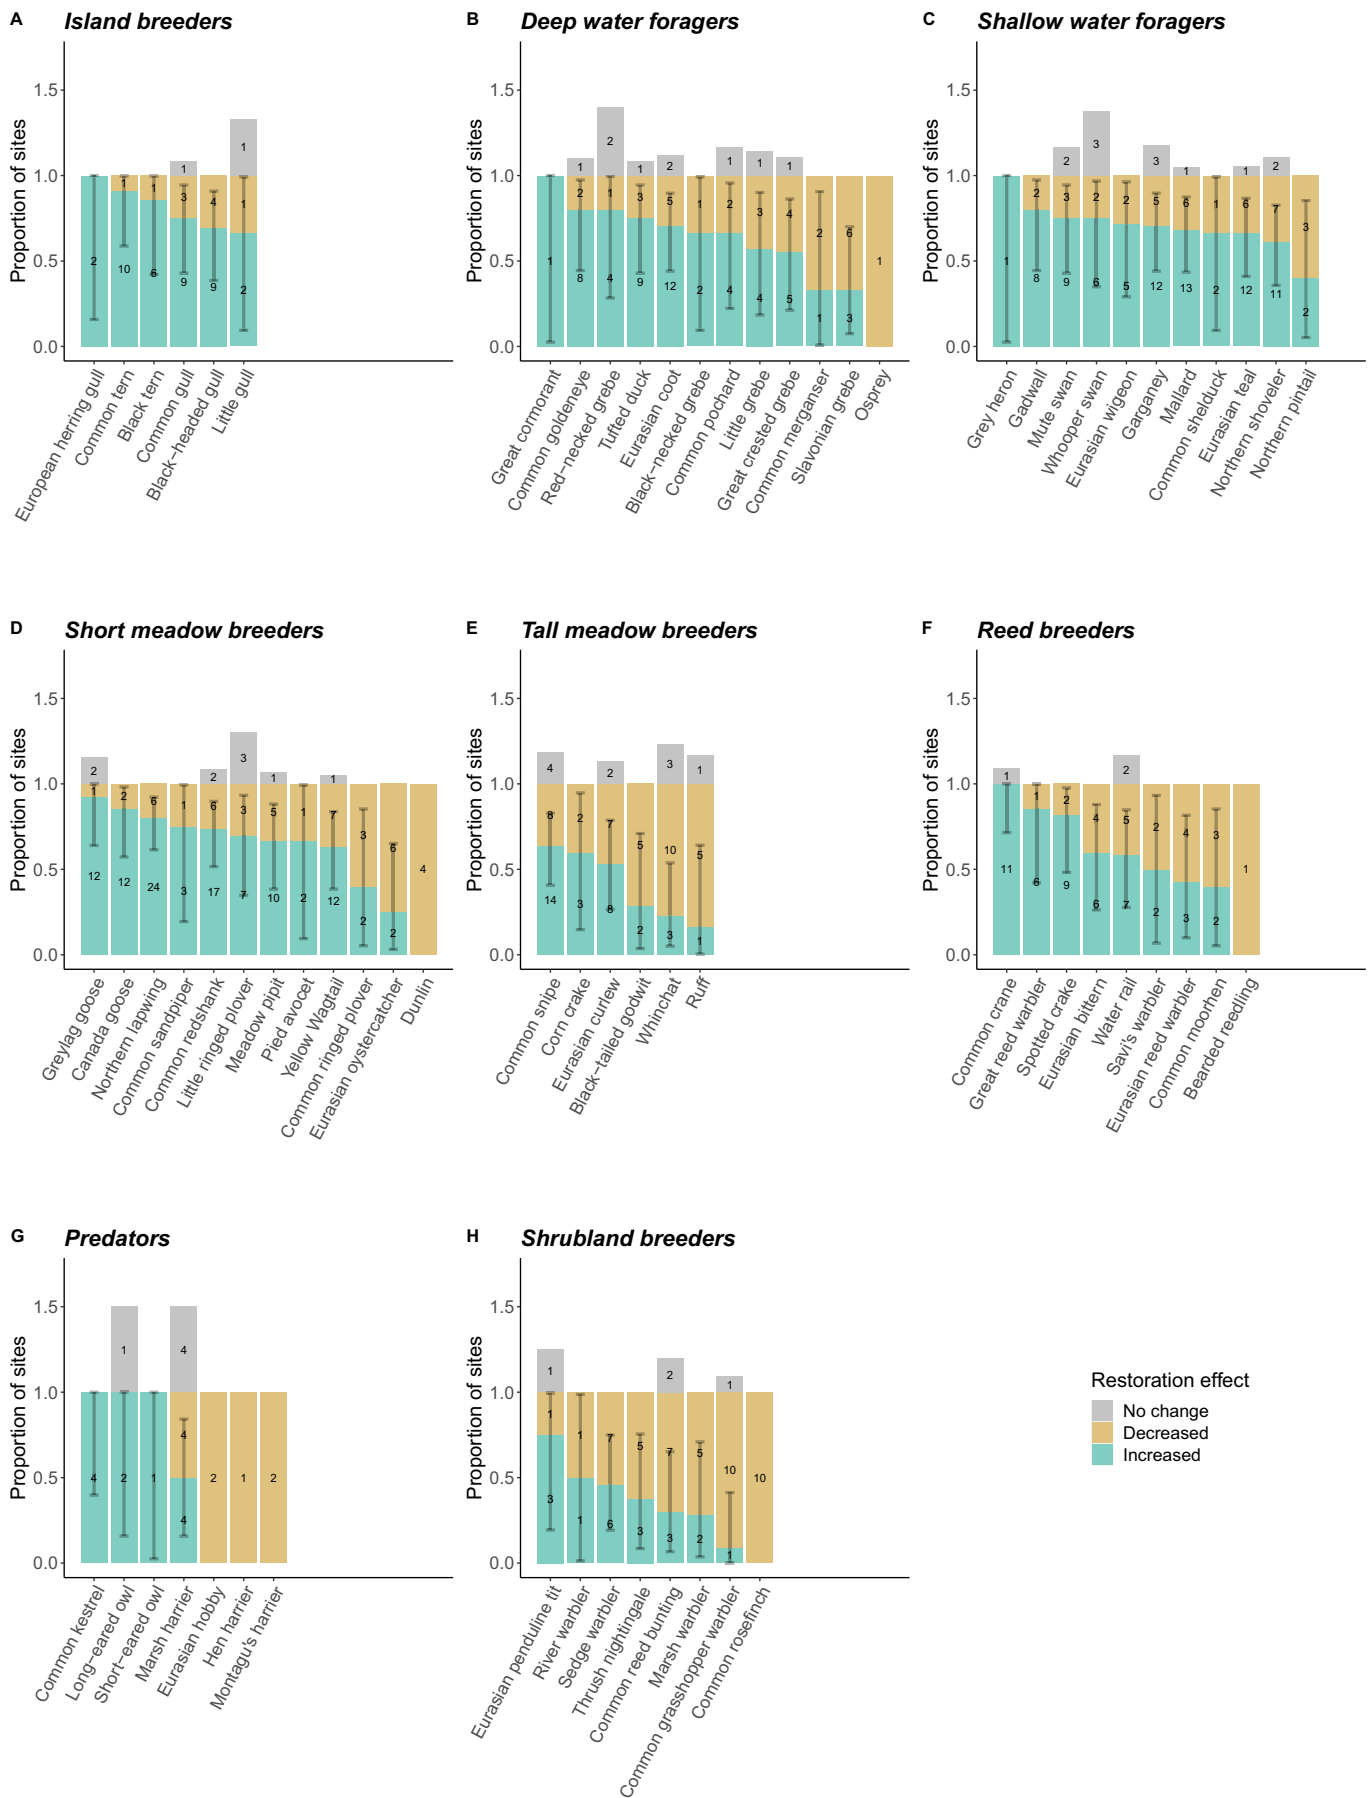 A Island breeders
Proportion of sites
1.5
1.0
0.5
0.0
2
1
10
1
6
1
3
9
4
9
1
1
2
European herring gull
Common tern
Black tern
Common gull
Black−headed gull
Little gull
B Deep water foragers
Proportion of sites
1.5
1.0
0.5
0.0
1
1
2
8
2
1
4
1
3
9
2
5
12
1
2
1
2
4
1
3
4
1
4
5
2
1
6
3
1
Great cormorant
Common goldeneye
Red−necked grebe
Tufted duck
Eurasian coot
Black−necked grebe
Common pochard
Little grebe
Great crested grebe
Common merganser
Slavonian grebe
Osprey
C Shallow water foragers
Proportion of sites
1.5
1.0
0.5
0.0
1
2
8
2
3
9
3
2
6
2
5
3
5
12
1
6
13
1
2
1
6
12
2
7
11
3
2
Grey heron
Gadwall
Mute swan
Whooper swan
Eurasian wigeon
Garganey
Mallard
Common shelduck
Eurasian teal
Northern shoveler
Northern pintail
D Short meadow breeders
Proportion of sites
1.5
1.0
0.5
0.0
2
1
12
2
12
6
24
1
3
2
6
17
3
3
7
1
5
10
1
2
1
7
12
3
2
6
2
4
Greylag goose
Canada goose
Northern lapwing
Common sandpiper
Common redshank
Little ringed plover
Meadow pipit
Pied avocet
Yellow Wagtail
Common ringed plover
Eurasian oystercatcher
Dunlin
E Tall meadow breeders
Proportion of sites
1.5
1.0
0.5
0.0
4
8
14
2
3
2
7
8
5
2
3
10
3
1
5
1
Common snipe
Corn crake
Eurasian curlew
Black−tailed godwit
Whinchat
Ruff
F Reed breeders
Proportion of sites
1.5
1.0
0.5
0.0
1
11
1
6
2
9
4
6
2
5
7
2
2
4
3
3
2
1
Common crane
Great reed warbler
Spotted crake
Eurasian bittern
Water rail
Savi's warbler
Eurasian reed warbler
Common moorhen
Bearded reedling
G Predators
Proportion of sites
1.5
1.0
0.5
0.0
4
1
2
1
4
4
4
2
1
2
Common kestrel
Long−eared owl
Short−eared owl
Marsh harrier
Eurasian hobby
Hen harrier
Montagu's harrier
H Shrubland breeders
Proportion of sites
1.5
1.0
0.5
0.0
1
1
3
1
1
7
6
5
3
2
7
3
5
2
1
10
1
10
Eurasian penduline tit
River warbler
Sedge warbler
Thrush nightingale
Common reed bunting
Marsh warbler
Common grasshopper warbler
Common rosefinch
Restoration effect
No change
Decreased
Increased